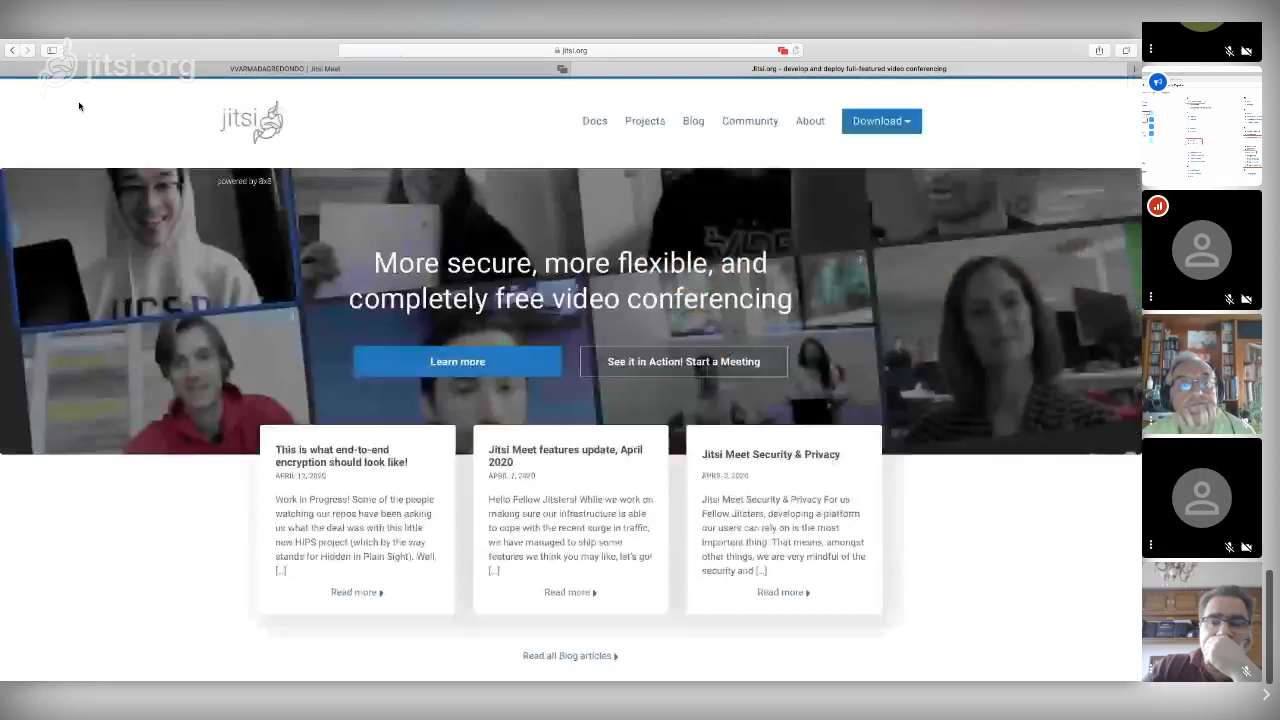 jitsi.org
jitsi.org
VVARMADAGREDONDO | Jitsi Meet
Jitsi.org - develop and deploy full-featured video conferencing
jitsi
Docs
Projects
Blog
Community
About
Download
powered by 8x8
More secure, more flexible, and
completely free video conferencing
Learn more
See it in Action! Start a Meeting
This is what end-to-end
encryption should look like!
APRIL 12, 2020
Work in Progress! Some of the people
watching our repos have been asking
us what the deal was with this little
new HIPS project (which by the way
stands for Hidden in Plain Sight). Well,
[...]
Read more
Jitsi Meet features update, April
2020
2020
Hello Fellow Jitsters! While we work on
making sure our infrastructure is able
to cope with the recent surge in traffic,
we have managed to ship some
features we think you may like, let's go!
[...]
Read more
Jitsi Meet Security & Privacy
2020
Jitsi Meet Security & Privacy For us
Fellow Jitsters, developing a platform
our users can rely on is the most
important thing. That means, amongst
other things, we are very mindful of the
security and [...]
Read more
Read all Blog articles